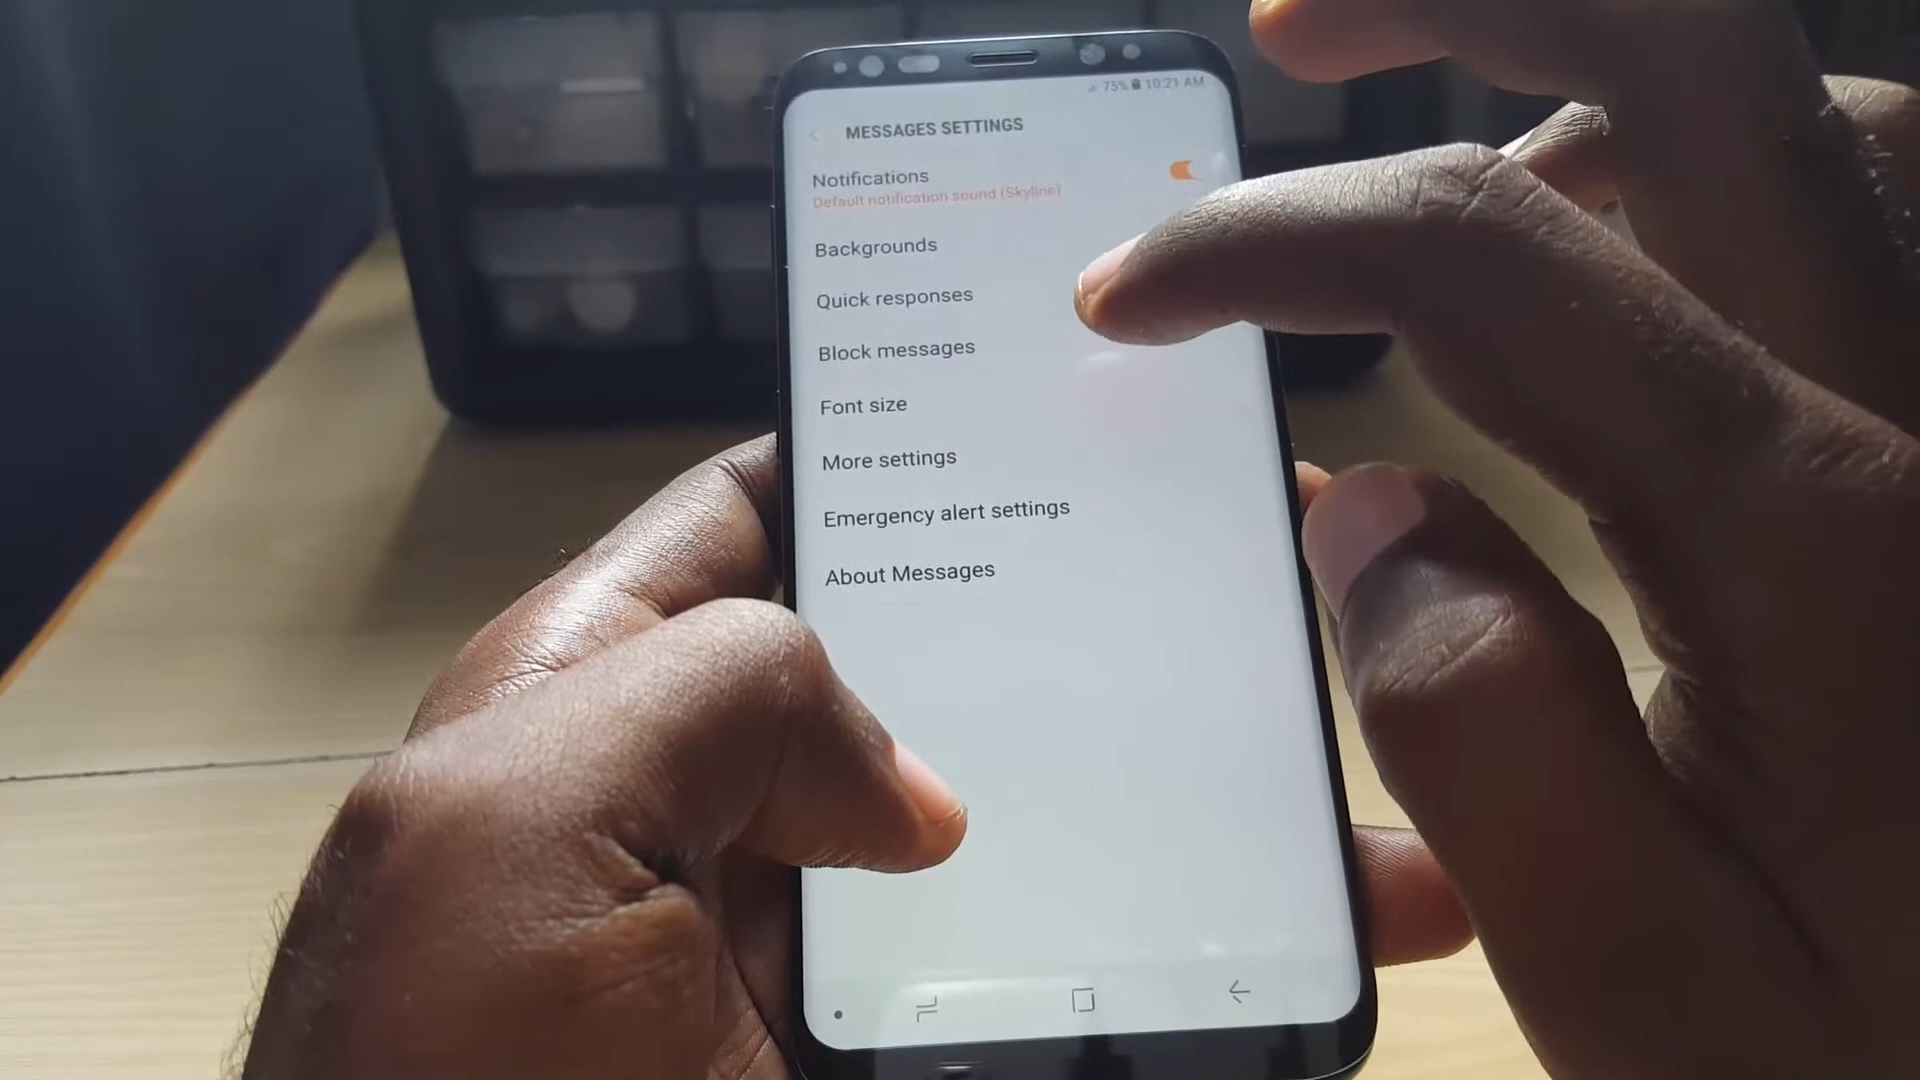 75% 10:21 AM
MESSAGES SETTINGS
Notifications
Default notification sound (Skyline)
Backgrounds
Quick responses
Block messages
Font size
More settings
Emergency alert settings
About Messages